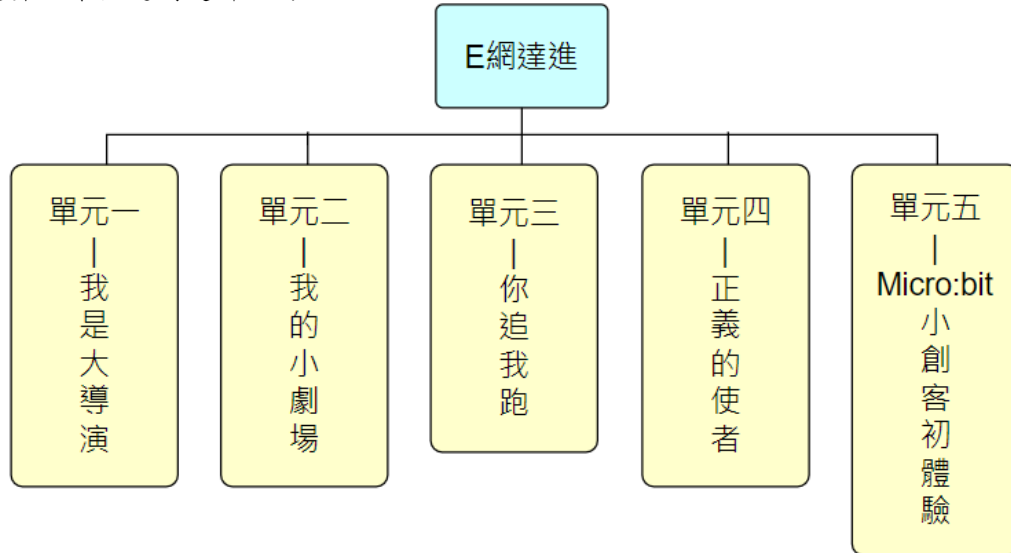 E網達進
單元一
|
我是大導演
單元二
|
我的小劇場
單元三
|
你追我跑
單元四
|
正義的使者
單元五
|
Micro:bit
小創客初體驗